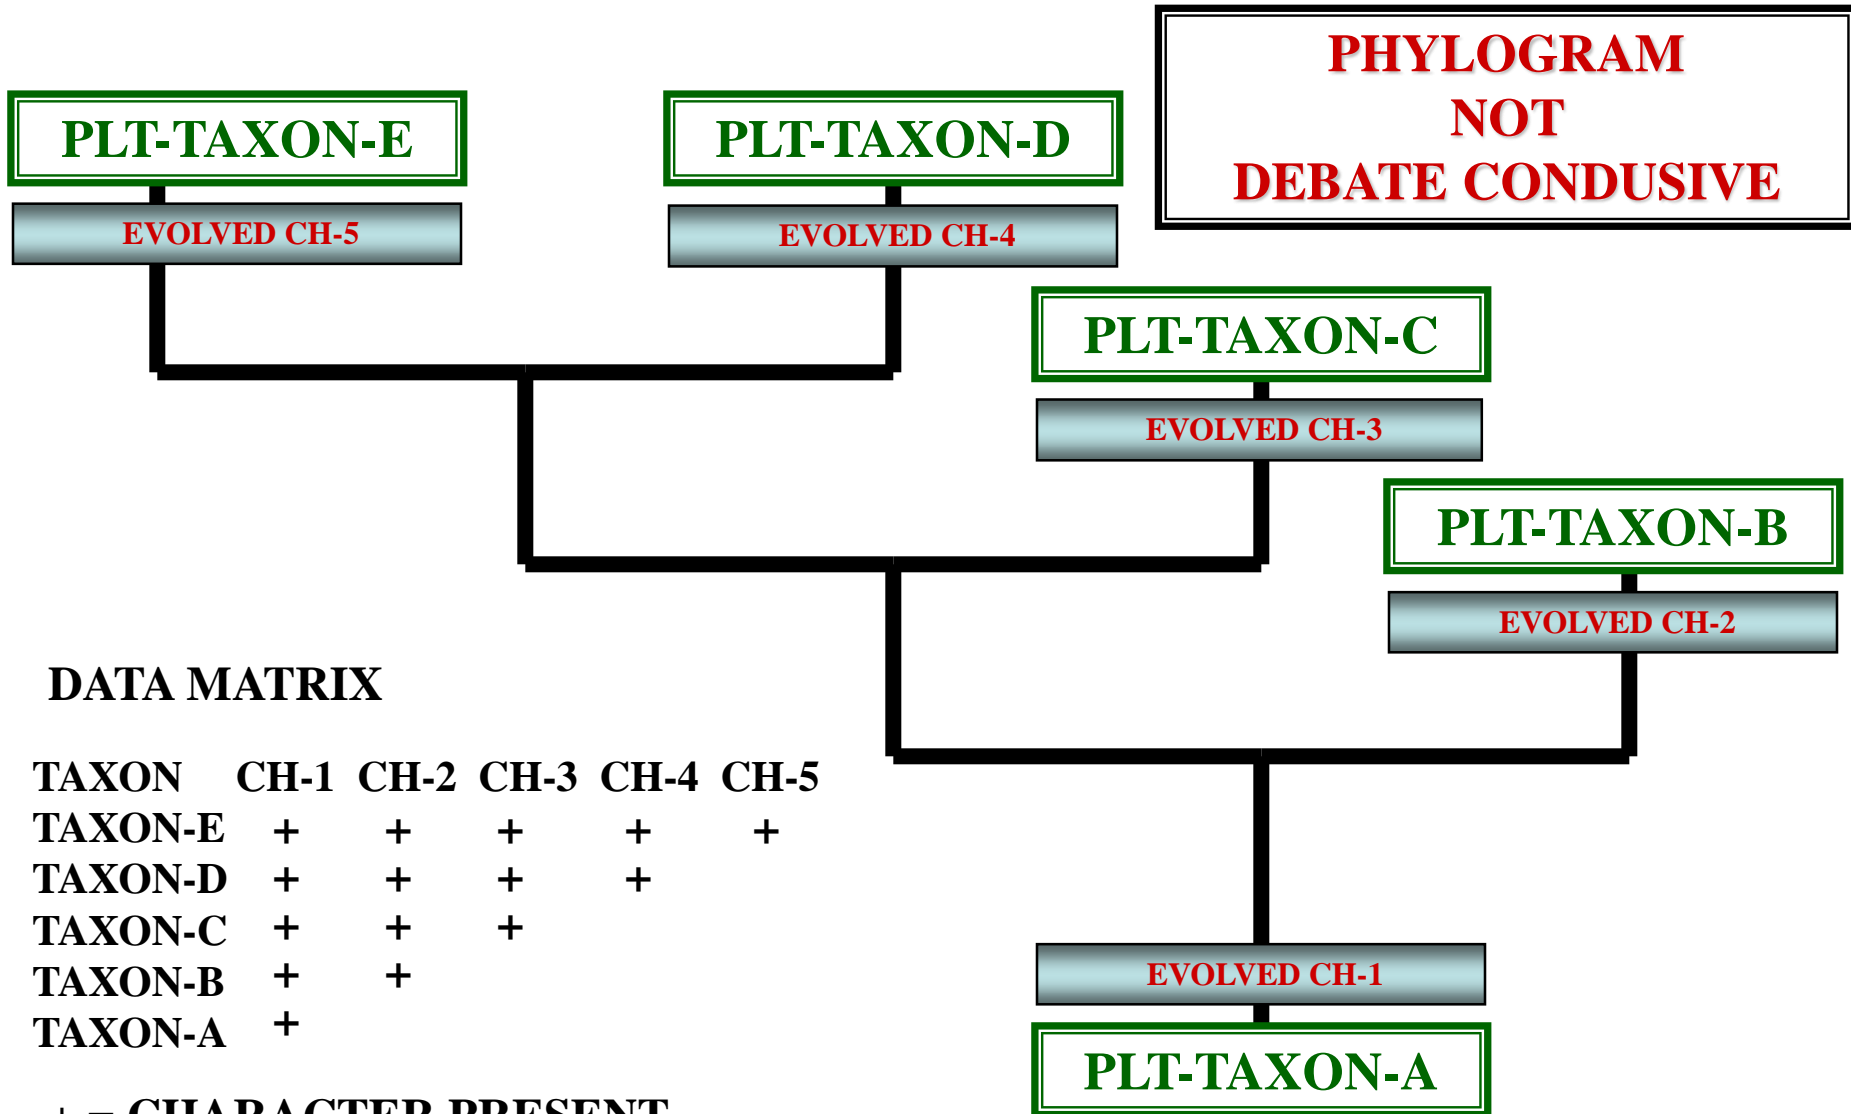 PHYLOGRAM
NOT
DEBATE CONDUSIVE
PLT-TAXON-E
PLT-TAXON-D
EVOLVED CH-5
EVOLVED CH-4
PLT-TAXON-C
EVOLVED CH-3
PLT-TAXON-B
EVOLVED CH-2
DATA MATRIX
TAXON CH-1 CH-2 CH-3 CH-4 CH-5
TAXON-E + + + + +
TAXON-D + + + +
TAXON-C + + +
TAXON-B + +
TAXON-A +
EVOLVED CH-1
PLT-TAXON-A
+ = CHARACTER PRESENT